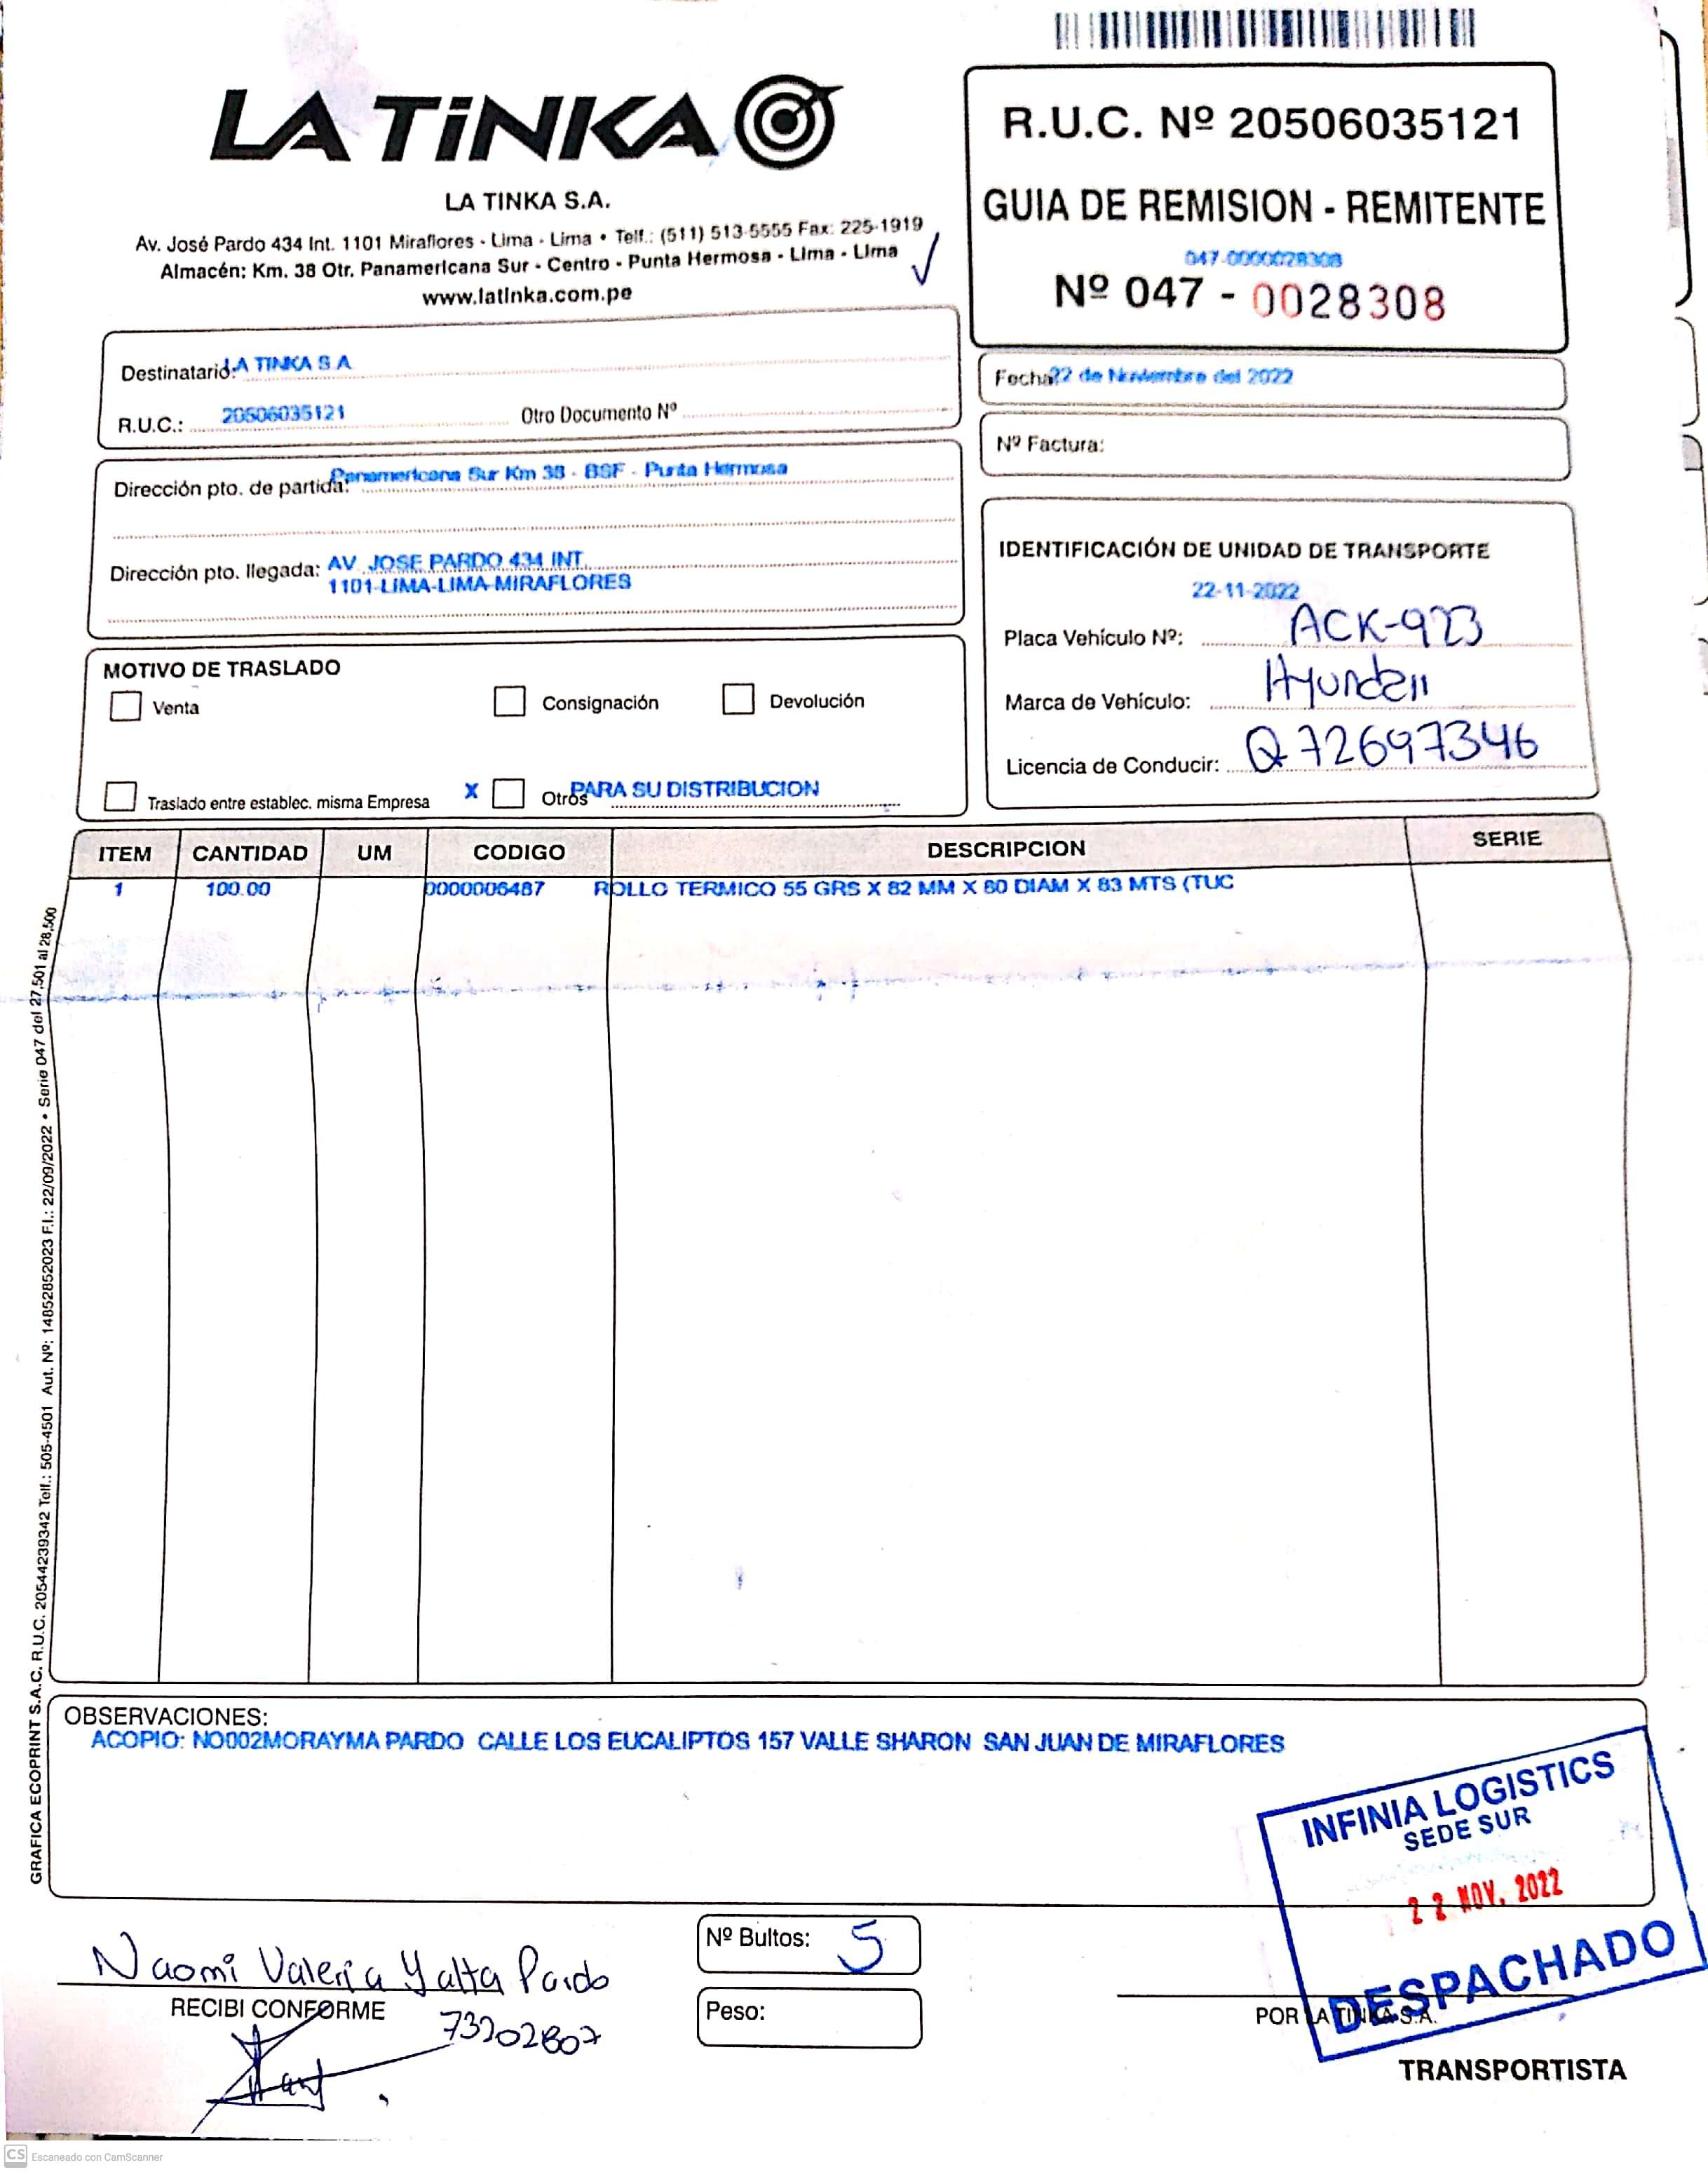 LA TiNKA
LA TINKA S.A.
Av. José Pardo 434 Int. 1101 Miraflores - Lima - Lima • Telf.: (511) 513-5555 Fax: 225-1919
Almacén: Km. 38 Otr. Panamericana Sur - Centro - Punta Hermosa - Lima - Lima
www.latinka.com.pe
R.U.C. Nº 20506035121
GUIA DE REMISION - REMITENTE
047-0000028308
Nº 047 - 0028308
Destinatario: LA TINKA S.A.
R.U.C.: 20506035121 Otro Documento Nº
Fecha: 22 de Noviembre del 2022
Nº Factura:
Dirección pto. de partida: Panamericana Sur Km 38 - BSF - Punta Hermosa
Dirección pto. llegada: AV. JOSE PARDO 434 INT.
1101-LIMA-LIMA-MIRAFLORES
IDENTIFICACIÓN DE UNIDAD DE TRANSPORTE
22-11-2022
Placa Vehículo Nº: ACK-923
Marca de Vehículo: Hyundai
Licencia de Conducir: Q72697346
MOTIVO DE TRASLADO
Venta Consignación Devolución
Traslado entre establec. misma Empresa X Otros PARA SU DISTRIBUCION
ITEM CANTIDAD UM CODIGO DESCRIPCION SERIE
1 100.00 0000006487 ROLLO TERMICO 55 GRS X 82 MM X 80 DIAM X 83 MTS (TUC
GRAFICA ECOPRINT S.A.C. R.U.C. 20544239342 Telf.: 505-4501 Aut. Nº: 14852852023 F.I.: 22/09/2022 • Serie 047 del 27,501 al 28,500
OBSERVACIONES:
ACOPIO: NO002MORAYMA PARDO CALLE LOS EUCALIPTOS 157 VALLE SHARON SAN JUAN DE MIRAFLORES
INFINIA LOGISTICS
SEDE SUR
22 NOV. 2022
DESPACHADO
Naomi Valeria Yalta Pardo
RECIBI CONFORME
73202807
Nº Bultos: 5
Peso:
POR LA TINKA S.A.
TRANSPORTISTA
CS Escaneado con CamScanner